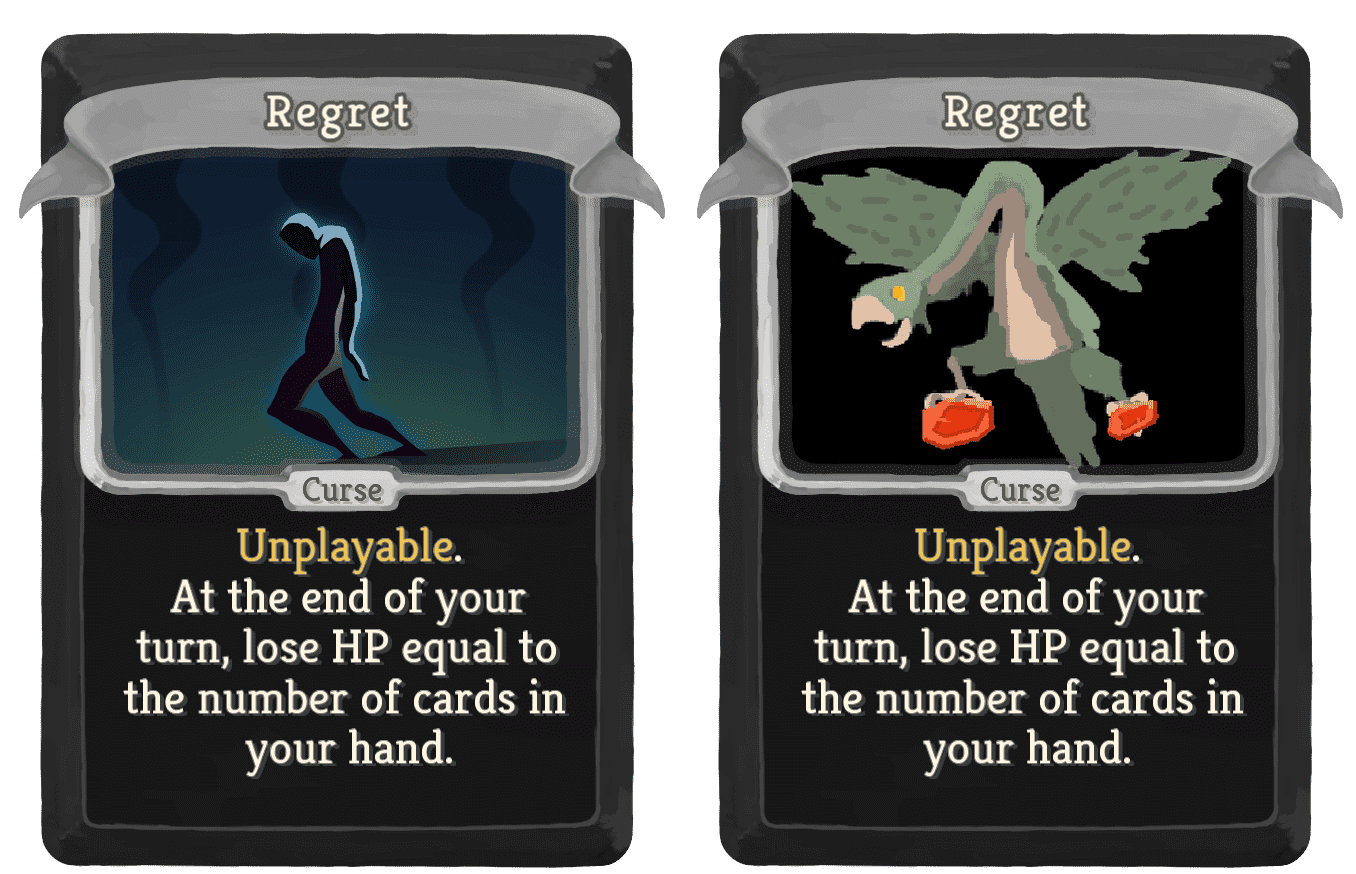 Regret
Curse
Unplayable.
At the end of your
turn, lose HP equal to
the number of cards in
your hand.
Regret
Curse
Unplayable.
At the end of your
turn, lose HP equal to
the number of cards in
your hand.